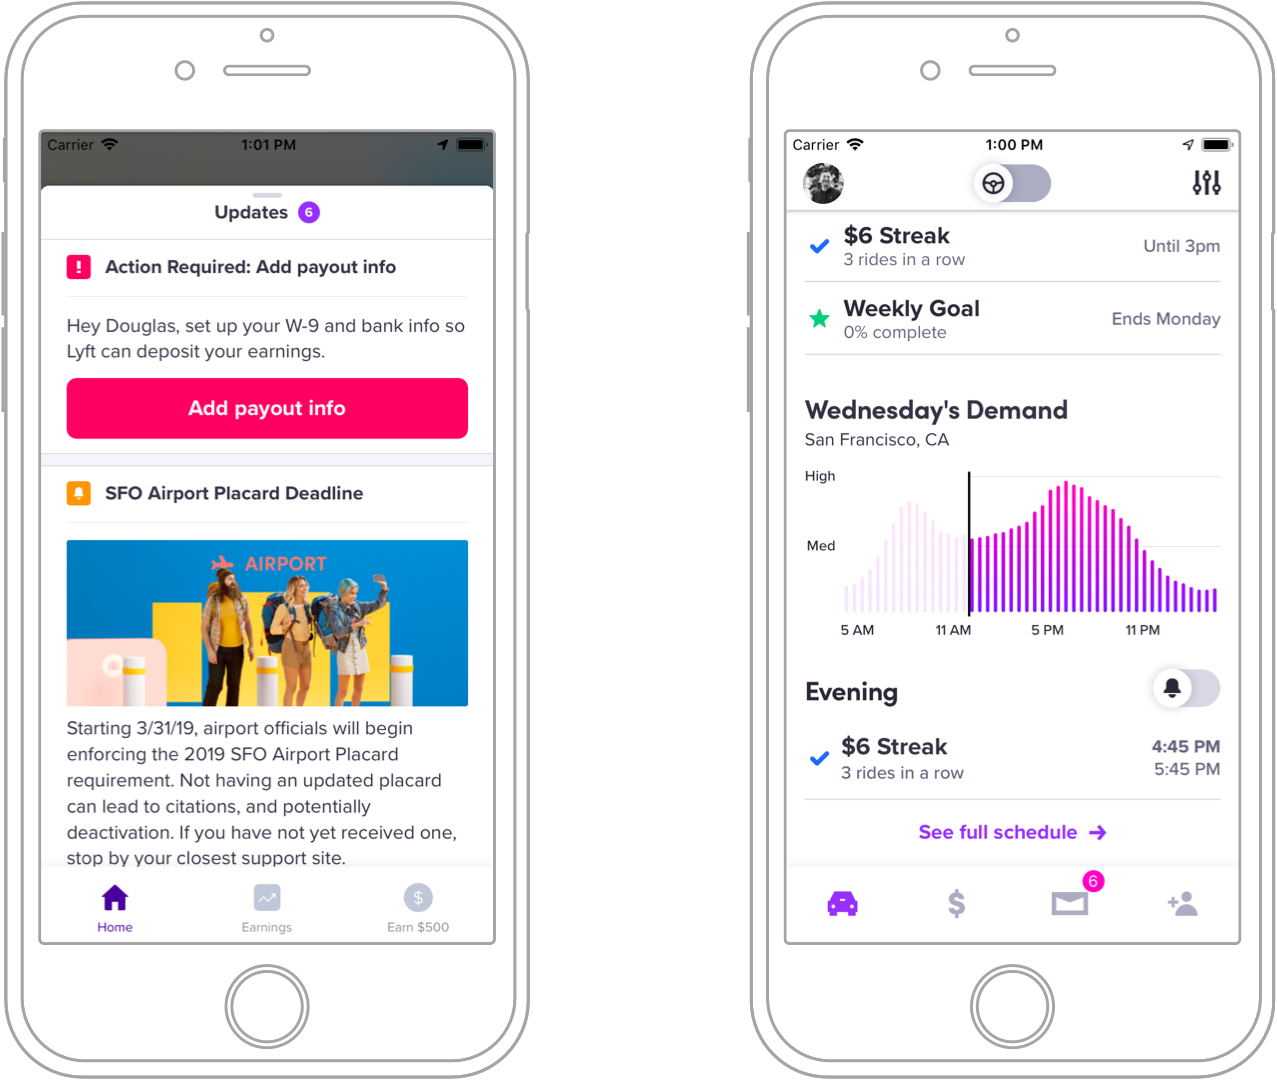 Carrier
1:01 PM
Updates 6
Action Required: Add payout info
Hey Douglas, set up your W-9 and bank info so
Lyft can deposit your earnings.
Add payout info
SFO Airport Placard Deadline
AIRPORT
Starting 3/31/19, airport officials will begin
enforcing the 2019 SFO Airport Placard
requirement. Not having an updated placard
can lead to citations, and potentially
deactivation. If you have not yet received one,
stop by your closest support site.
Home
Earnings
$
Earn $500
Carrier
1:00 PM
$6 Streak
3 rides in a row
Until 3pm
Weekly Goal
0% complete
Ends Monday
Wednesday's Demand
San Francisco, CA
High
Med
5 AM
11 AM
5 PM
11 PM
Evening
$6 Streak
3 rides in a row
4:45 PM
5:45 PM
See full schedule
$
6